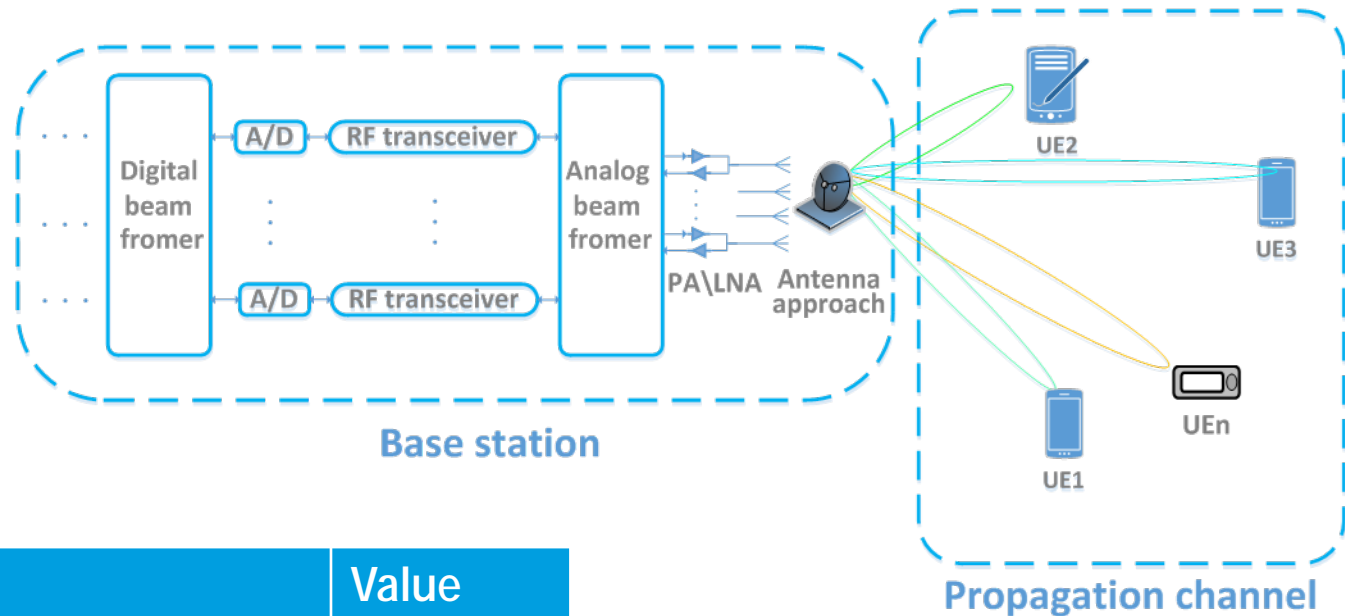 Digital
beam
fromer
A/D
RF transceiver
A/D
RF transceiver
Analog
beam
fromer
PA\LNA
Antenna
approach
Base station
UE2
UE3
UEn
UE1
Propagation channel
Value